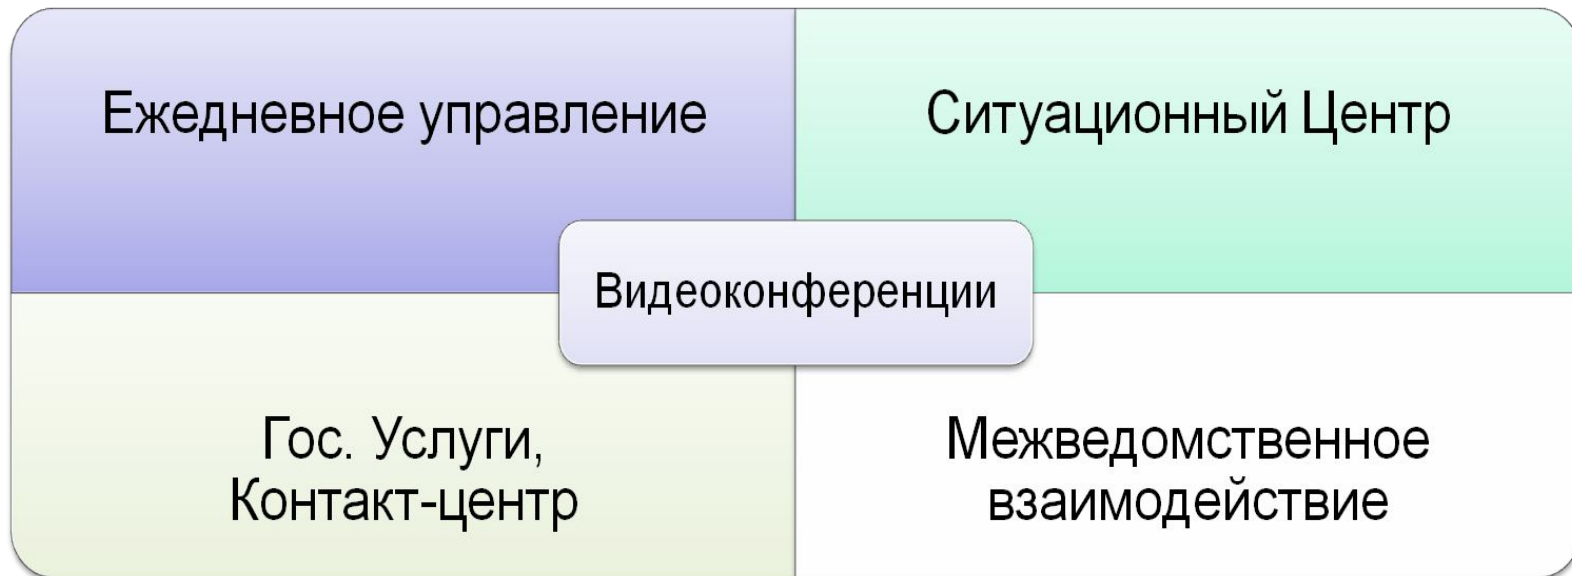 Ежедневное управление
Ситуационный Центр
Видеоконференции
Гос. Услуги,
Контакт-центр
Межведомственное
взаимодействие